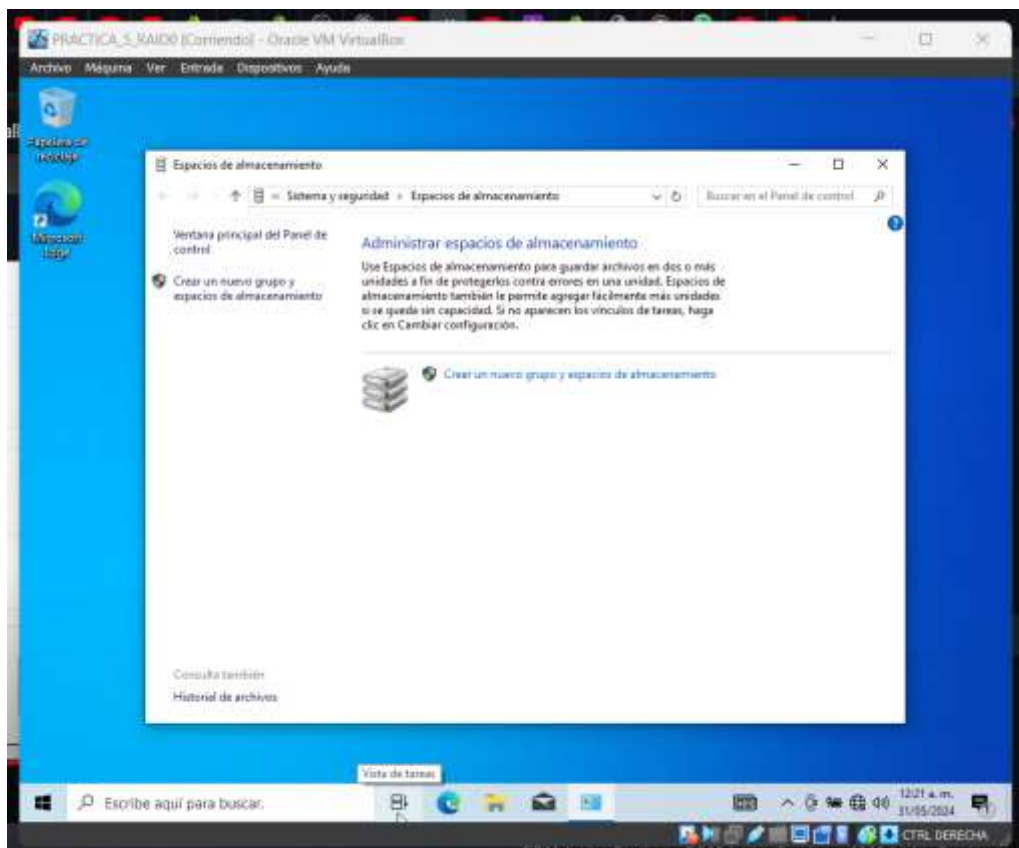 PRACTICA_5_RAID0 [Corriendo] - Oracle VM VirtualBox
Archivo Máquina Ver Entrada Dispositivos Ayuda
Papelera de
reciclaje
Microsoft
Edge
Espacios de almacenamiento
« Sistema y seguridad › Espacios de almacenamiento
Buscar en el Panel de control
Ventana principal del Panel de
control
Crear un nuevo grupo y
espacios de almacenamiento
Administrar espacios de almacenamiento
Use Espacios de almacenamiento para guardar archivos en dos o más
unidades a fin de protegerlos contra errores en una unidad. Espacios de
almacenamiento también le permite agregar fácilmente más unidades
si se queda sin capacidad. Si no aparecen los vínculos de tareas, haga
clic en Cambiar configuración.
Crear un nuevo grupo y espacios de almacenamiento
Consulta también
Historial de archivos
Vista de tareas
Escribe aquí para buscar.
12:21 a. m.
31/05/2024
CTRL DERECHA